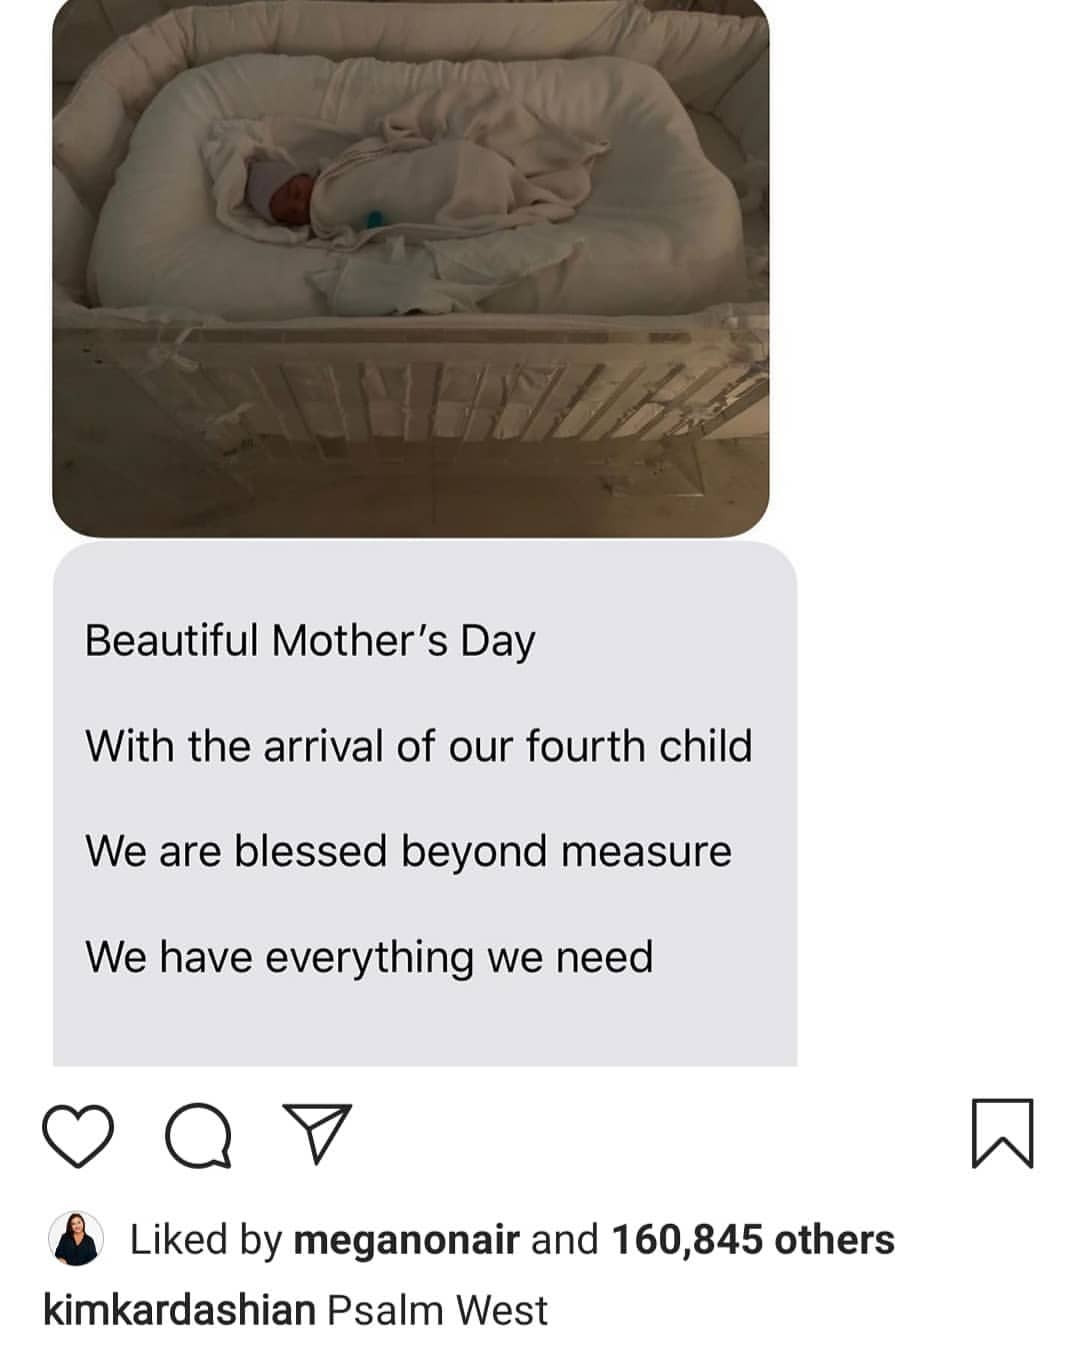 Beautiful Mother’s Day
With the arrival of our fourth child
We are blessed beyond measure
We have everything we need
Liked by meganonair and 160,845 others
kimkardashian Psalm West